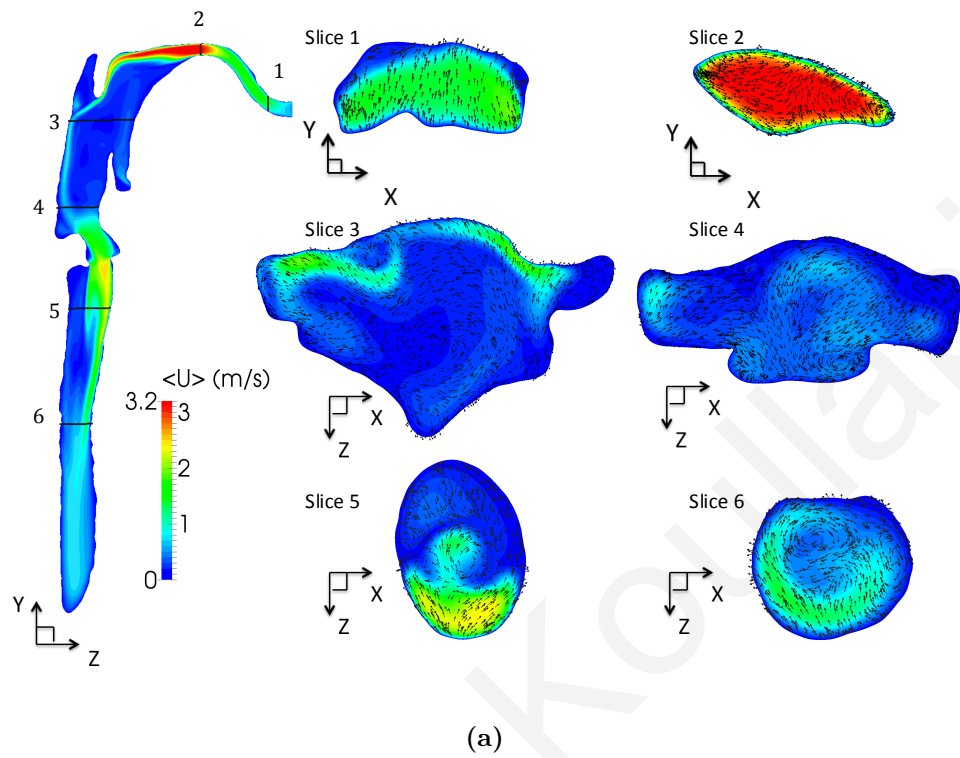 2
1
3
4
5
6
<U> (m/s)
3.2
3
2
1
0
Y
Z
Slice 1
Y
X
Slice 2
Y
X
Slice 3
X
Z
Slice 4
X
Z
Slice 5
X
Z
Slice 6
X
Z
(a)